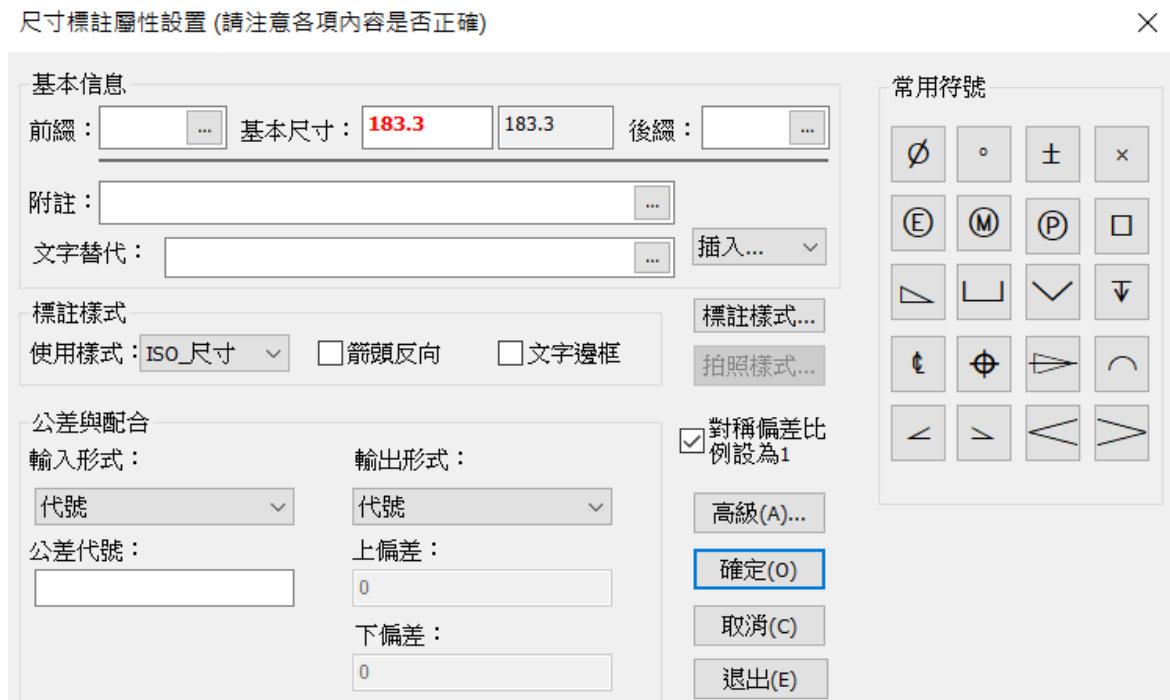 尺寸標註屬性設置 (請注意各項內容是否正確)
基本信息
前綴： ... 基本尺寸： 183.3 183.3 後綴： ...
附註： ...
文字替代： ... 插入...
標註樣式
使用樣式：ISO_尺寸 箭頭反向 文字邊框
標註樣式...
拍照樣式...
公差與配合
輸入形式： 輸出形式：
代號 代號
公差代號： 上偏差：
0
下偏差：
0
對稱偏差比
例設為1
高級(A)...
確定(O)
取消(C)
退出(E)
常用符號
Ø ° ± ×
Ⓔ Ⓜ Ⓟ □